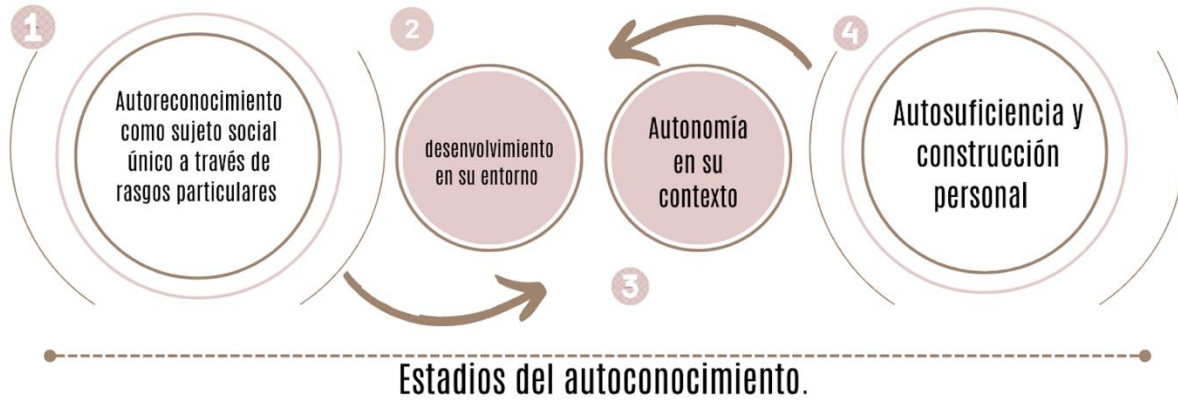 1
Autoreconocimiento
como sujeto social
único a través de
rasgos particulares
2
desenvolvimiento
en su entorno
3
Autonomía
en su
contexto
4
Autosuficiencia y
construcción
personal
Estadios del autoconocimiento.